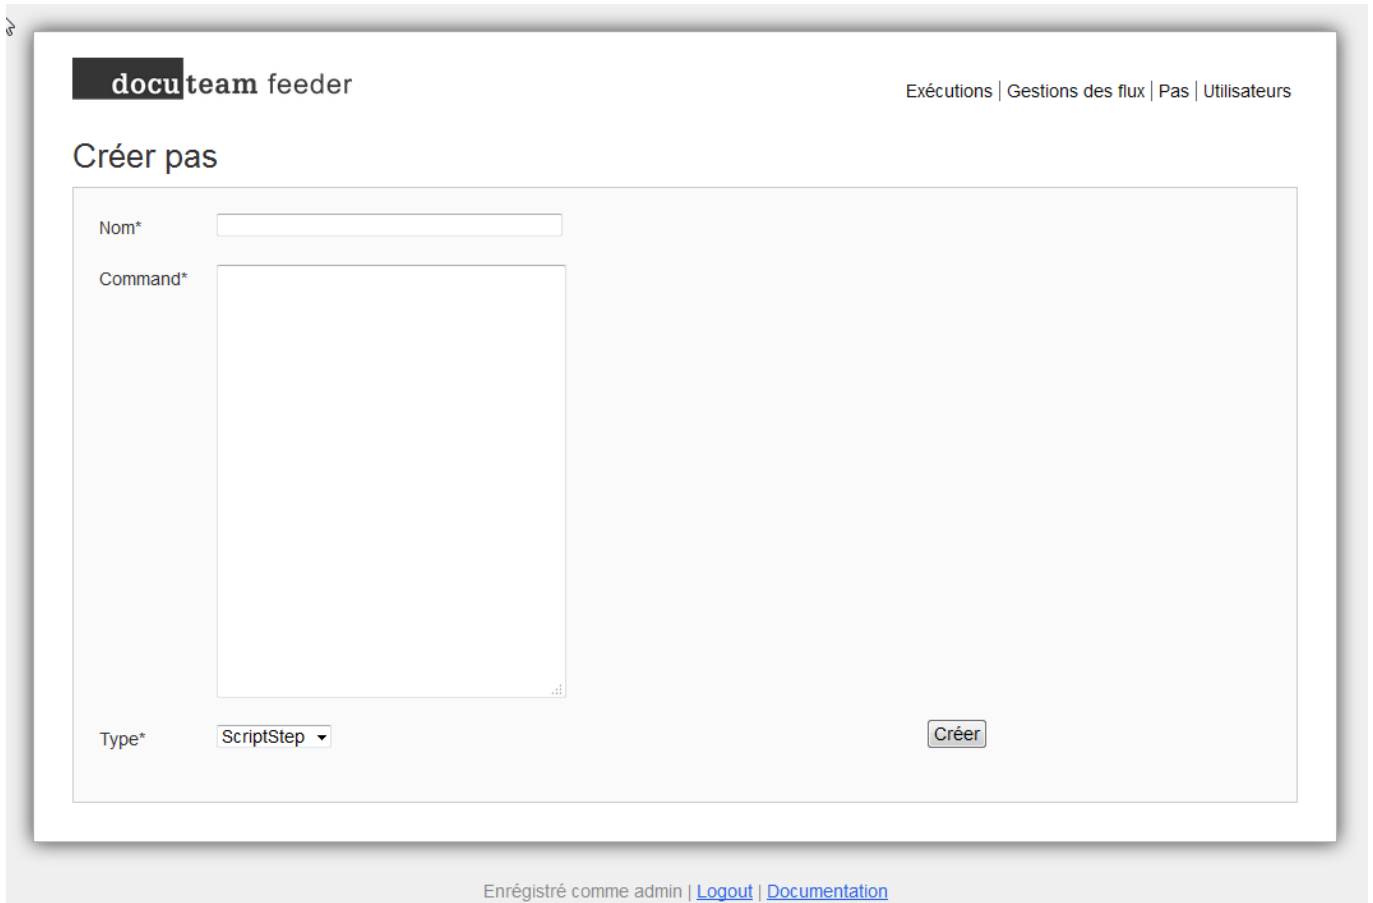 docuteam feeder
Exécutions | Gestions des flux | Pas | Utilisateurs
Créer pas
Nom*
Command*
Type* ScriptStep Créer
Enrégistré comme admin | Logout | Documentation